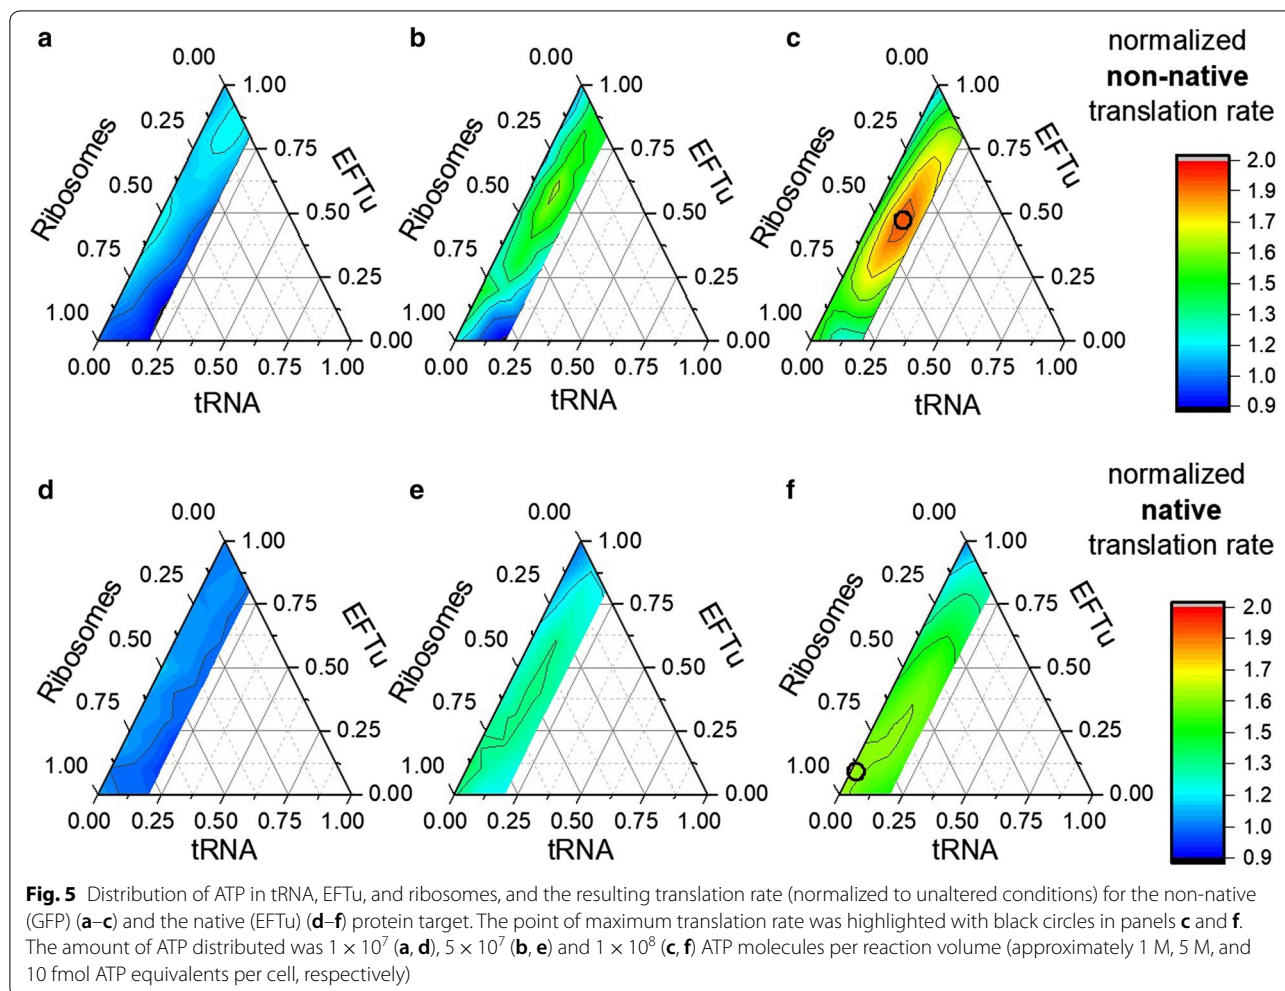 a
b
c
normalized
non-native
translation rate
0.00
1.00
0.25
0.75
0.50
0.50
0.75
0.25
1.00
0.00
0.00 0.25 0.50 0.75 1.00
Ribosomes
EFTu
tRNA
0.00
1.00
0.25
0.75
0.50
0.50
0.75
0.25
1.00
0.00
0.00 0.25 0.50 0.75 1.00
Ribosomes
EFTu
tRNA
0.00
1.00
0.25
0.75
0.50
0.50
0.75
0.25
1.00
0.00
0.00 0.25 0.50 0.75 1.00
Ribosomes
EFTu
tRNA
2.0
1.9
1.7
1.6
1.5
1.3
1.2
1.0
0.9
d
e
f
normalized
native
translation rate
0.00
1.00
0.25
0.75
0.50
0.50
0.75
0.25
1.00
0.00
0.00 0.25 0.50 0.75 1.00
Ribosomes
EFTu
tRNA
0.00
1.00
0.25
0.75
0.50
0.50
0.75
0.25
1.00
0.00
0.00 0.25 0.50 0.75 1.00
Ribosomes
EFTu
tRNA
0.00
1.00
0.25
0.75
0.50
0.50
0.75
0.25
1.00
0.00
0.00 0.25 0.50 0.75 1.00
Ribosomes
EFTu
tRNA
2.0
1.9
1.7
1.6
1.5
1.3
1.2
1.0
0.9
Fig. 5 Distribution of ATP in tRNA, EFTu, and ribosomes, and the resulting translation rate (normalized to unaltered conditions) for the non-native
(GFP) (a–c) and the native (EFTu) (d–f) protein target. The point of maximum translation rate was highlighted with black circles in panels c and f.
The amount of ATP distributed was 1 × 10⁷ (a, d), 5 × 10⁷ (b, e) and 1 × 10⁸ (c, f) ATP molecules per reaction volume (approximately 1 M, 5 M, and
10 fmol ATP equivalents per cell, respectively)